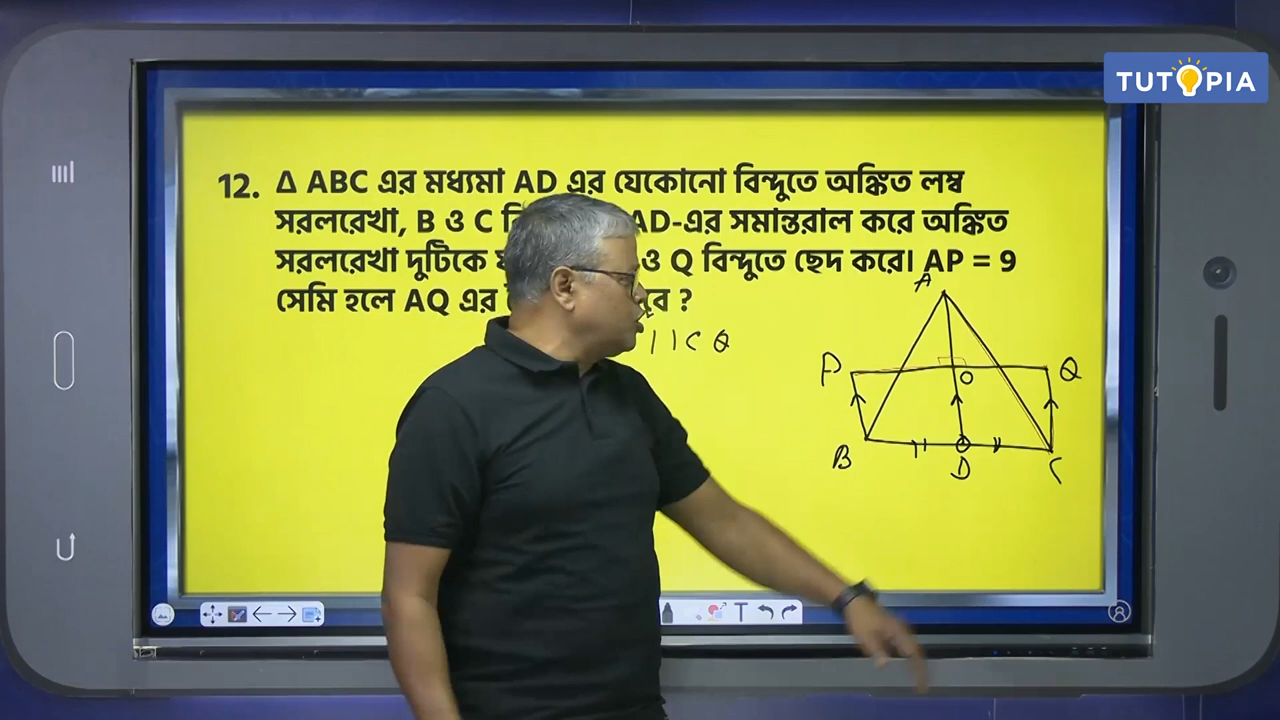 TUTOPIA
12. Δ ABC এর মধ্যমা AD এর যেকোনো বিন্দুতে অঙ্কিত লম্ব
সরলরেখা, B ও C AD-এর সমান্তরাল করে অঙ্কিত
সরলরেখা দুটিকে ও Q বিন্দুতে ছেদ করে। AP = 9
সেমি হলে AQ এর ?
|| CQ
A
P O Q
B D C
T